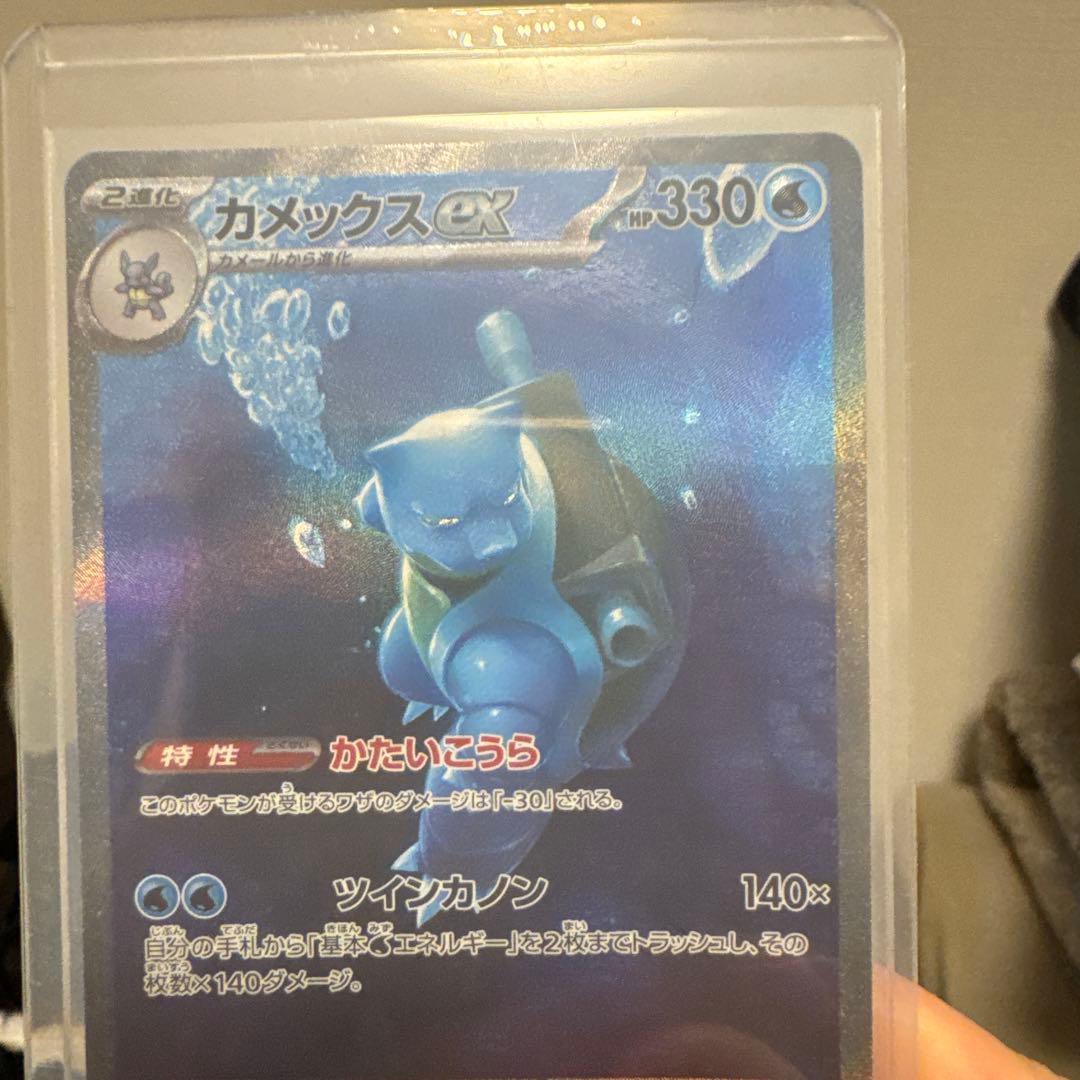 2進化
カメックスex
HP330
カメールから進化
特性 とくせい かたいこうら
このポケモンが受けるワザのダメージは「-30」される。
ツインカノン 140×
自分の手札から「基本エネルギー」を2枚までトラッシュし、その
枚数×140ダメージ。